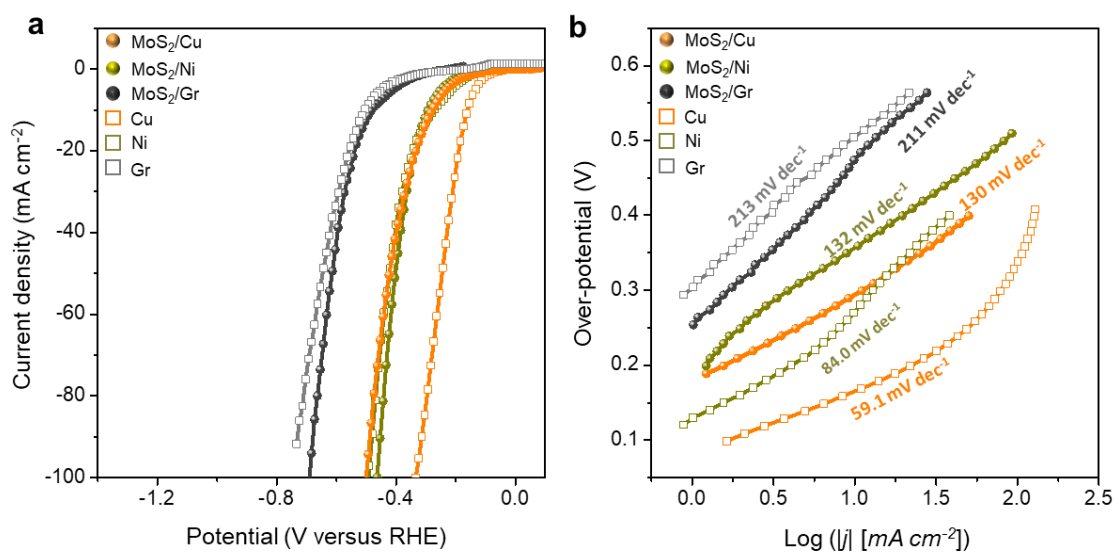 a
MoS₂/Cu
MoS₂/Ni
MoS₂/Gr
Cu
Ni
Gr
0
-20
-40
-60
-80
-100
Current density (mA cm⁻²)
-1.2
-0.8
-0.4
0.0
Potential (V versus RHE)
b
MoS₂/Cu
MoS₂/Ni
MoS₂/Gr
Cu
Ni
Gr
0.6
0.5
0.4
0.3
0.2
0.1
Over-potential (V)
213 mV dec⁻¹
211 mV dec⁻¹
132 mV dec⁻¹
130 mV dec⁻¹
84.0 mV dec⁻¹
59.1 mV dec⁻¹
0.0
0.5
1.0
1.5
2.0
2.5
Log (|j| [mA cm⁻²])